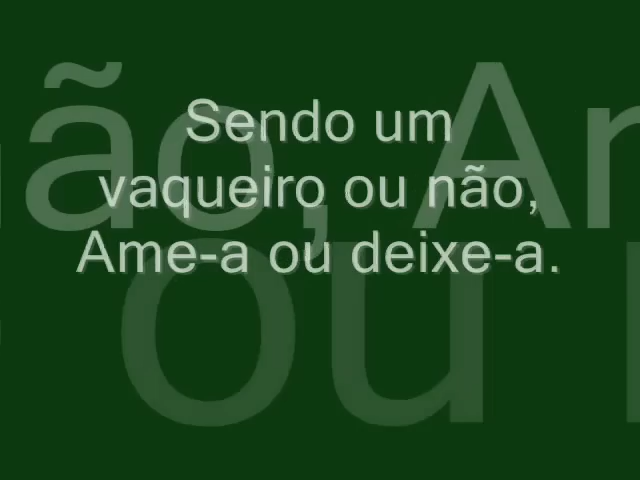 Sendo um
vaqueiro ou não,
Ame-a ou deixe-a.